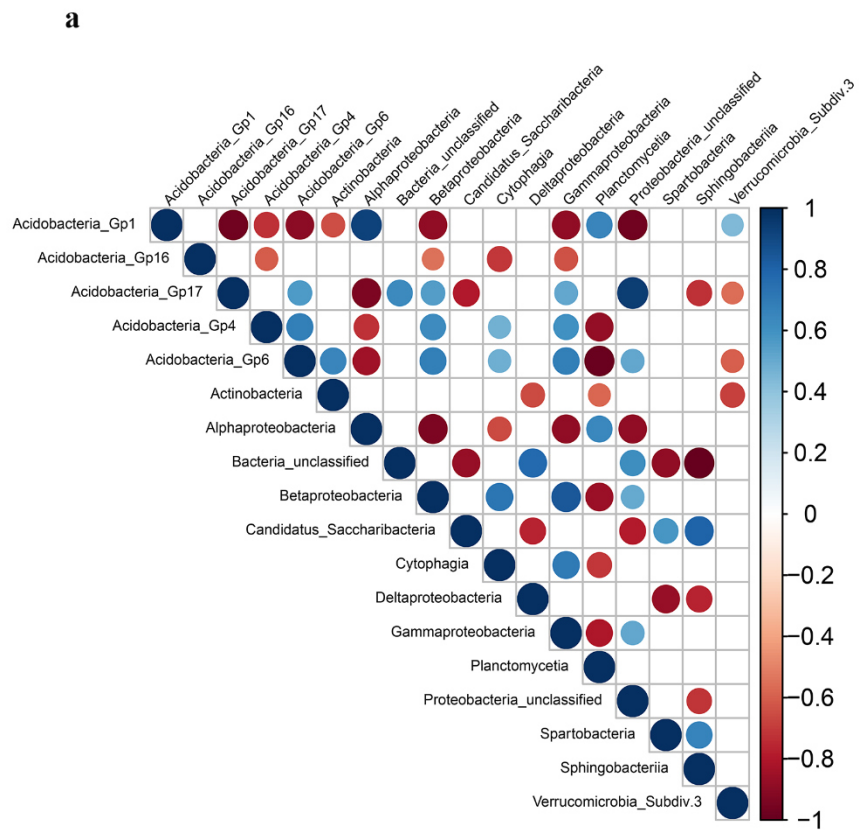 a
Acidobacteria_Gp1
Acidobacteria_Gp16
Acidobacteria_Gp17
Acidobacteria_Gp4
Acidobacteria_Gp6
Actinobacteria
Alphaproteobacteria
Bacteria_unclassified
Betaproteobacteria
Candidatus_Saccharibacteria
Cytophagia
Deltaproteobacteria
Gammaproteobacteria
Planctomycetia
Proteobacteria_unclassified
Spartobacteria
Sphingobacteriia
Verrucomicrobia_Subdiv.3
Acidobacteria_Gp1
Acidobacteria_Gp16
Acidobacteria_Gp17
Acidobacteria_Gp4
Acidobacteria_Gp6
Actinobacteria
Alphaproteobacteria
Bacteria_unclassified
Betaproteobacteria
Candidatus_Saccharibacteria
Cytophagia
Deltaproteobacteria
Gammaproteobacteria
Planctomycetia
Proteobacteria_unclassified
Spartobacteria
Sphingobacteriia
Verrucomicrobia_Subdiv.3
1
0.8
0.6
0.4
0.2
0
−0.2
−0.4
−0.6
−0.8
−1